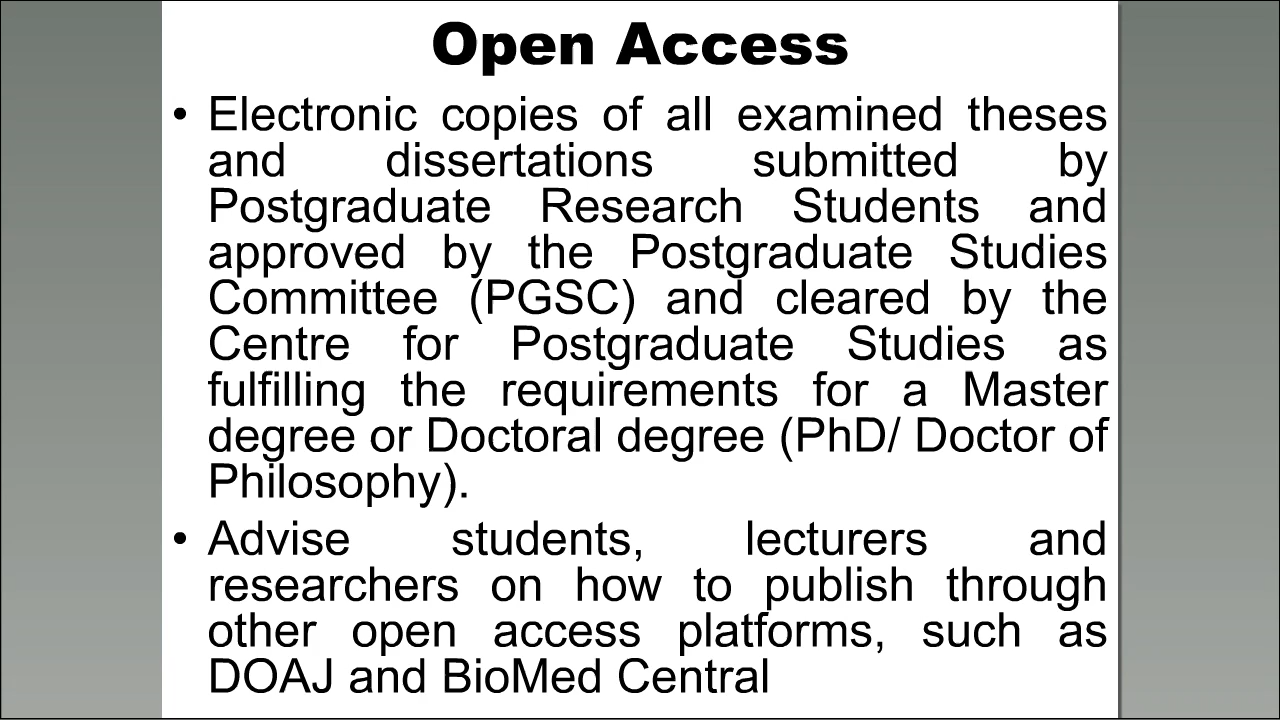 Open Access
• Electronic copies of all examined theses
and dissertations submitted by
Postgraduate Research Students and
approved by the Postgraduate Studies
Committee (PGSC) and cleared by the
Centre for Postgraduate Studies as
fulfilling the requirements for a Master
degree or Doctoral degree (PhD/ Doctor of
Philosophy).
• Advise students, lecturers and
researchers on how to publish through
other open access platforms, such as
DOAJ and BioMed Central